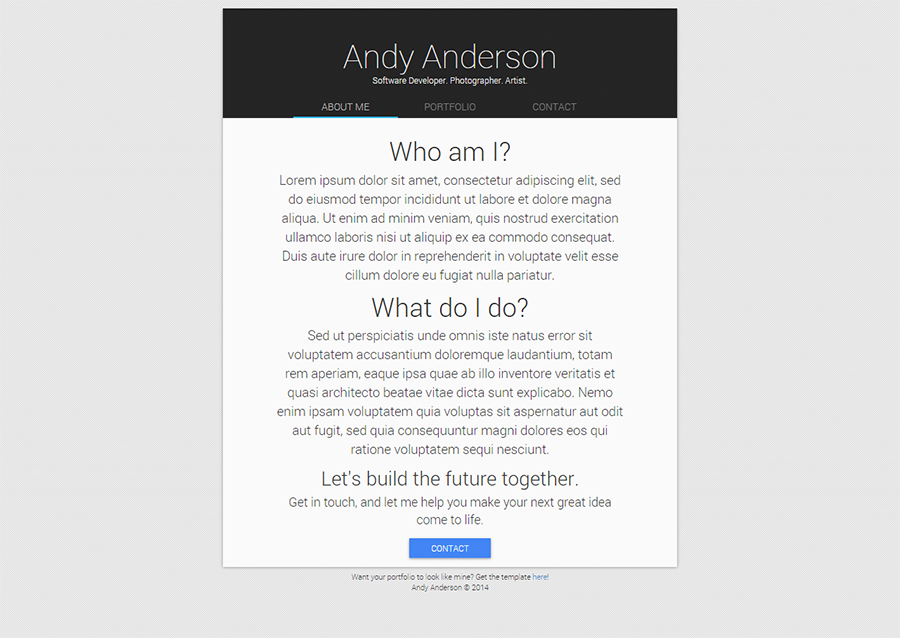 Andy Anderson
Software Developer. Photographer. Artist.
ABOUT ME PORTFOLIO CONTACT
Who am I?
Lorem ipsum dolor sit amet, consectetur adipiscing elit, sed
do eiusmod tempor incididunt ut labore et dolore magna
aliqua. Ut enim ad minim veniam, quis nostrud exercitation
ullamco laboris nisi ut aliquip ex ea commodo consequat.
Duis aute irure dolor in reprehenderit in voluptate velit esse
cillum dolore eu fugiat nulla pariatur.
What do I do?
Sed ut perspiciatis unde omnis iste natus error sit
voluptatem accusantium doloremque laudantium, totam
rem aperiam, eaque ipsa quae ab illo inventore veritatis et
quasi architecto beatae vitae dicta sunt explicabo. Nemo
enim ipsam voluptatem quia voluptas sit aspernatur aut odit
aut fugit, sed quia consequuntur magni dolores eos qui
ratione voluptatem sequi nesciunt.
Let's build the future together.
Get in touch, and let me help you make your next great idea
come to life.
CONTACT
Want your portfolio to look like mine? Get the template here!
Andy Anderson © 2014